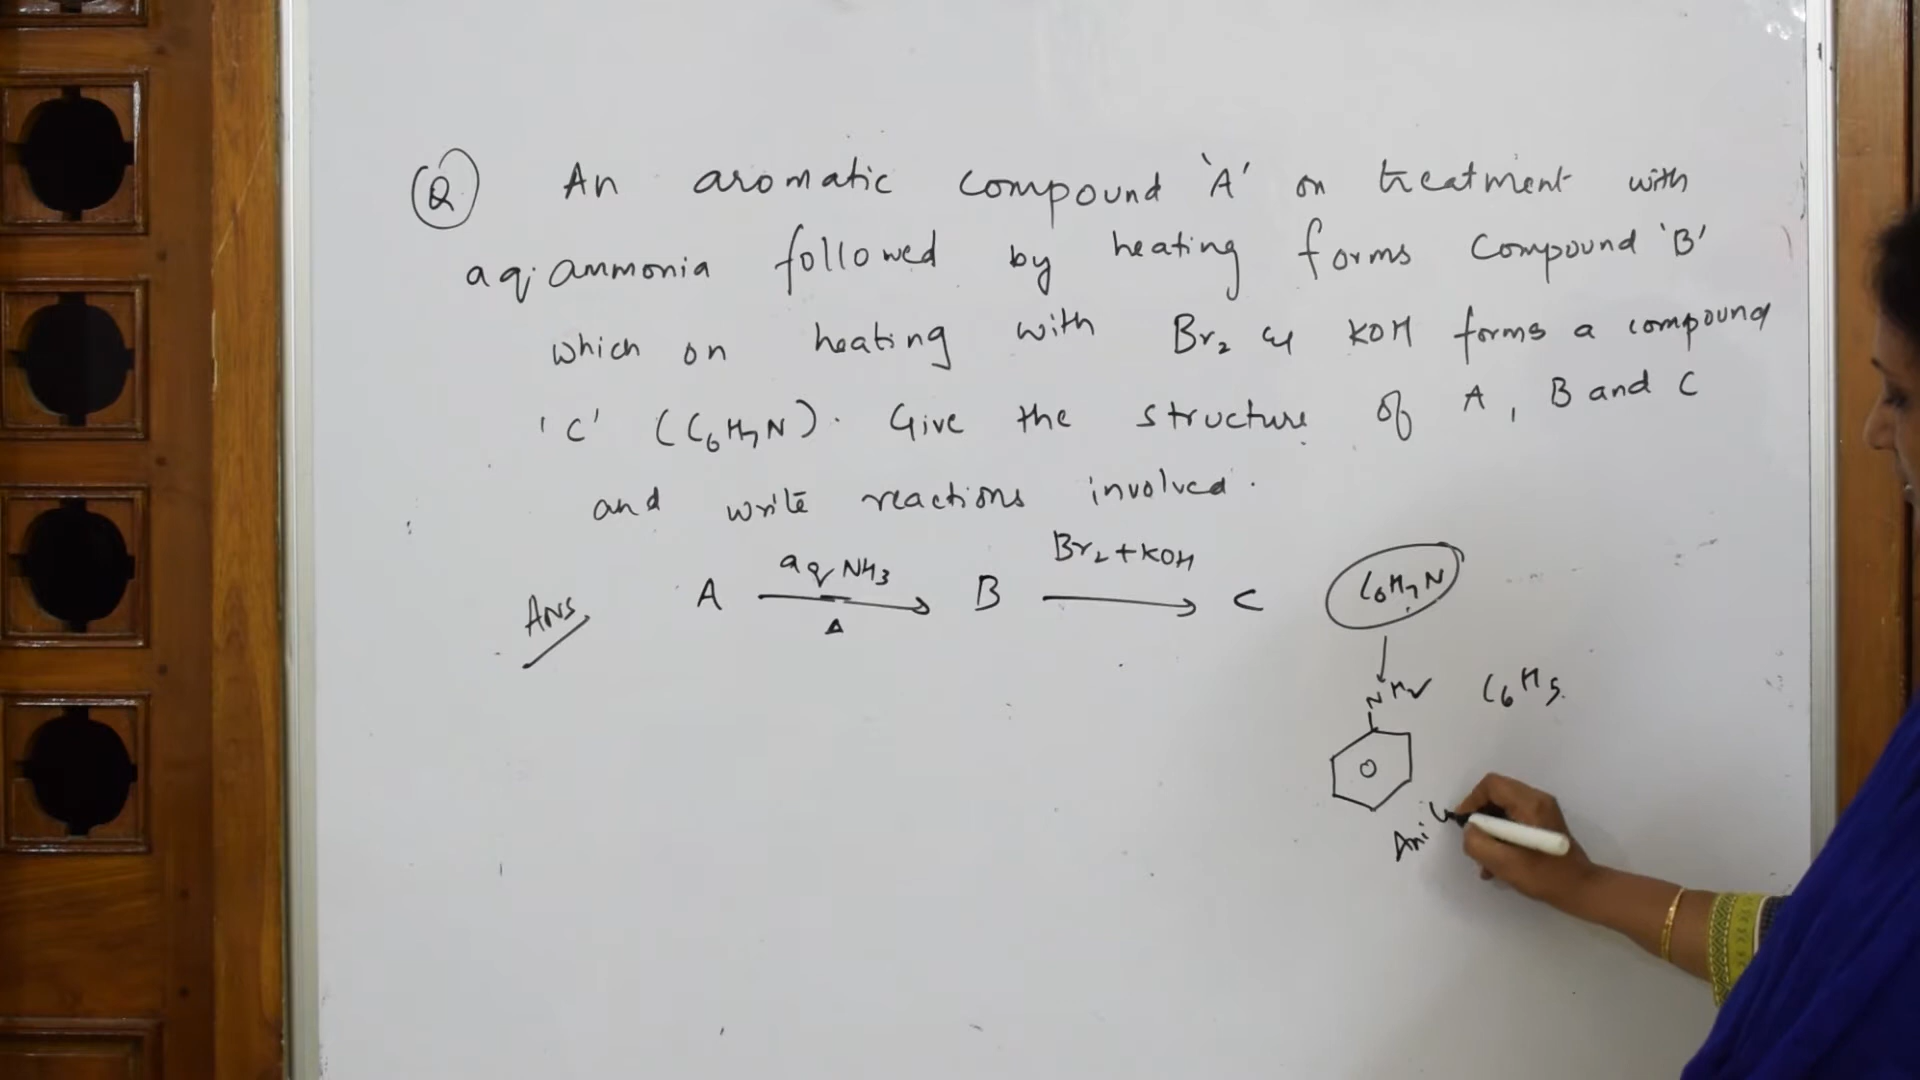 Q An aromatic compound 'A' on treatment with
aq. ammonia followed by heating forms compound 'B'
which on heating with Br₂ & KOH forms a compound
'C' (C₆H₇N). Give the structure of A, B and C
and write reactions involved.
Ans A aq NH₃ Δ B Br₂+KOH C C₆H₇N
NH₂ C₆H₅.
Anil